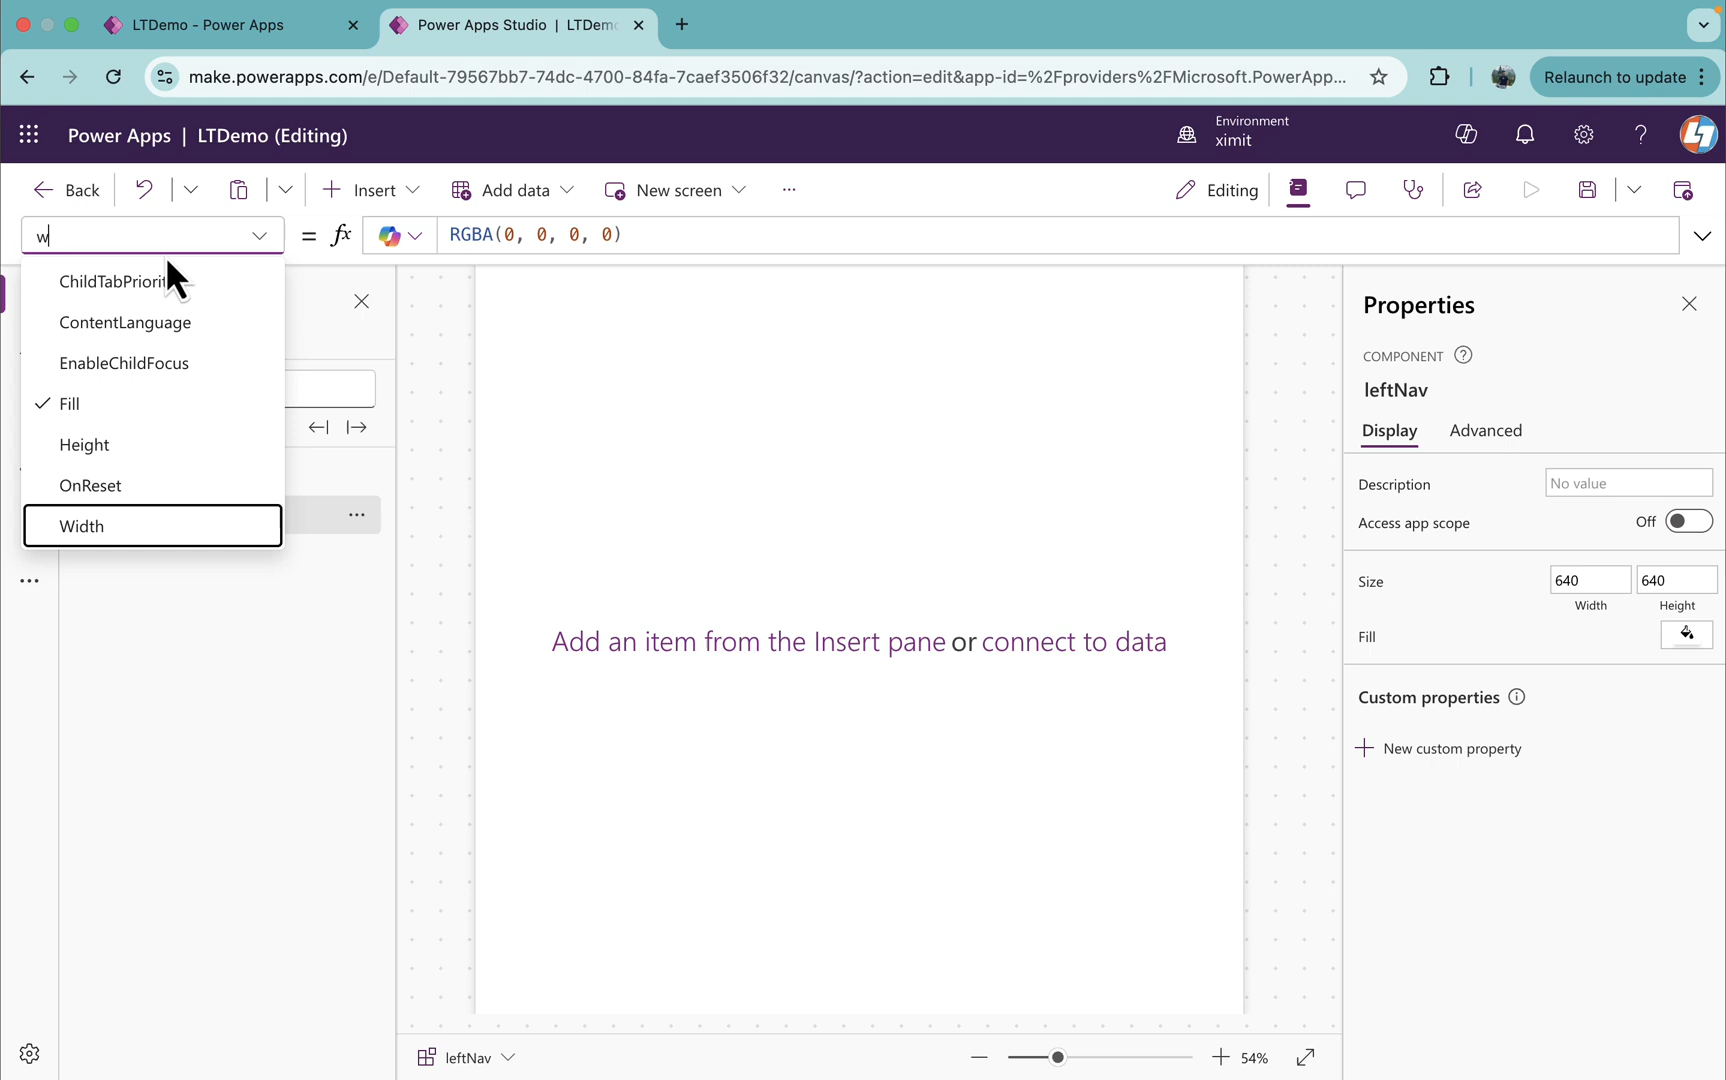 LTDemo - Power Apps
Power Apps Studio | LTDem
make.powerapps.com/e/Default-79567bb7-74dc-4700-84fa-7caef3506f32/canvas/?action=edit&app-id=%2Fproviders%2FMicrosoft.PowerApp...
Relaunch to update
Power Apps | LTDemo (Editing)
Environment
ximit
Back
Insert
Add data
New screen
...
Editing
w
= fx
RGBA(0, 0, 0, 0)
ChildTabPriorit
ContentLanguage
EnableChildFocus
Fill
Height
OnReset
Width
Add an item from the Insert pane or connect to data
Properties
COMPONENT
leftNav
Display
Advanced
Description
No value
Access app scope
Off
Size
640
640
Width
Height
Fill
Custom properties
New custom property
leftNav
54%